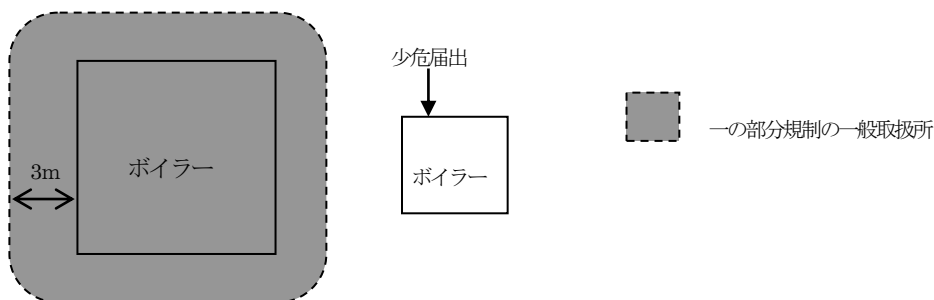 少危届出
ボイラー
3m
ボイラー
一の部分規制の一般取扱所